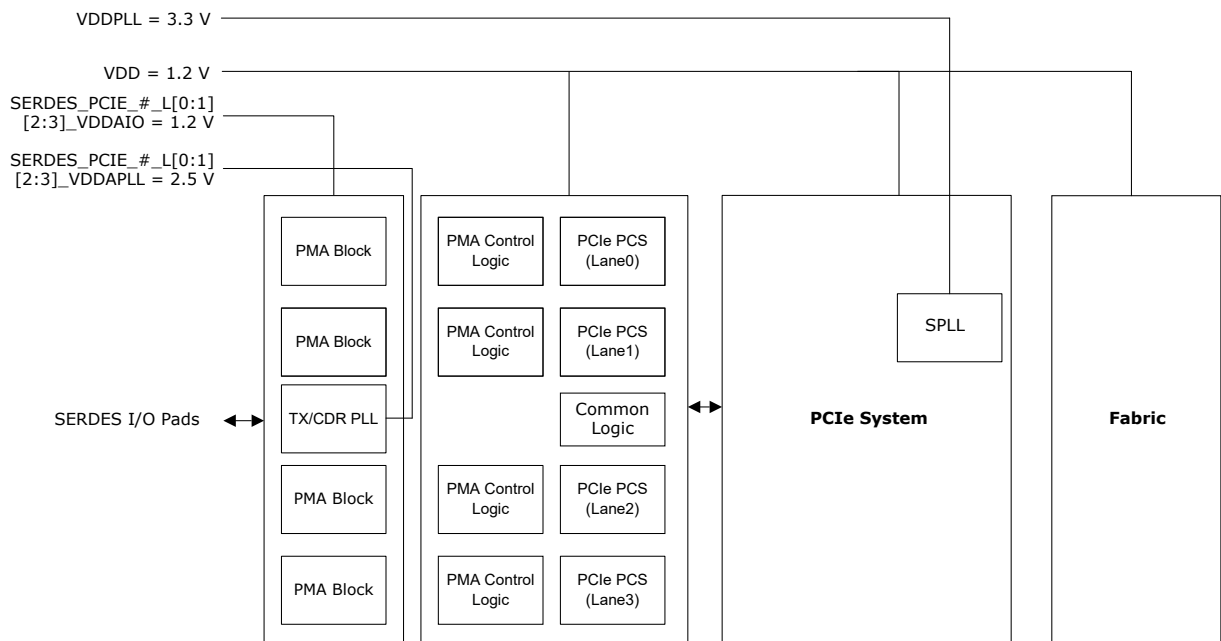 VDDPLL = 3.3 V
VDD = 1.2 V
SERDES_PCIE_#_L[0:1]
[2:3]_VDDAIO = 1.2 V
SERDES_PCIE_#_L[0:1]
[2:3]_VDDAPLL = 2.5 V
PMA Block
PMA Control
Logic
PCIe PCS
(Lane0)
SPLL
PMA Block
PMA Control
Logic
PCIe PCS
(Lane1)
SERDES I/O Pads
TX/CDR PLL
Common
Logic
PCIe System
Fabric
PMA Block
PMA Control
Logic
PCIe PCS
(Lane2)
PMA Block
PMA Control
Logic
PCIe PCS
(Lane3)